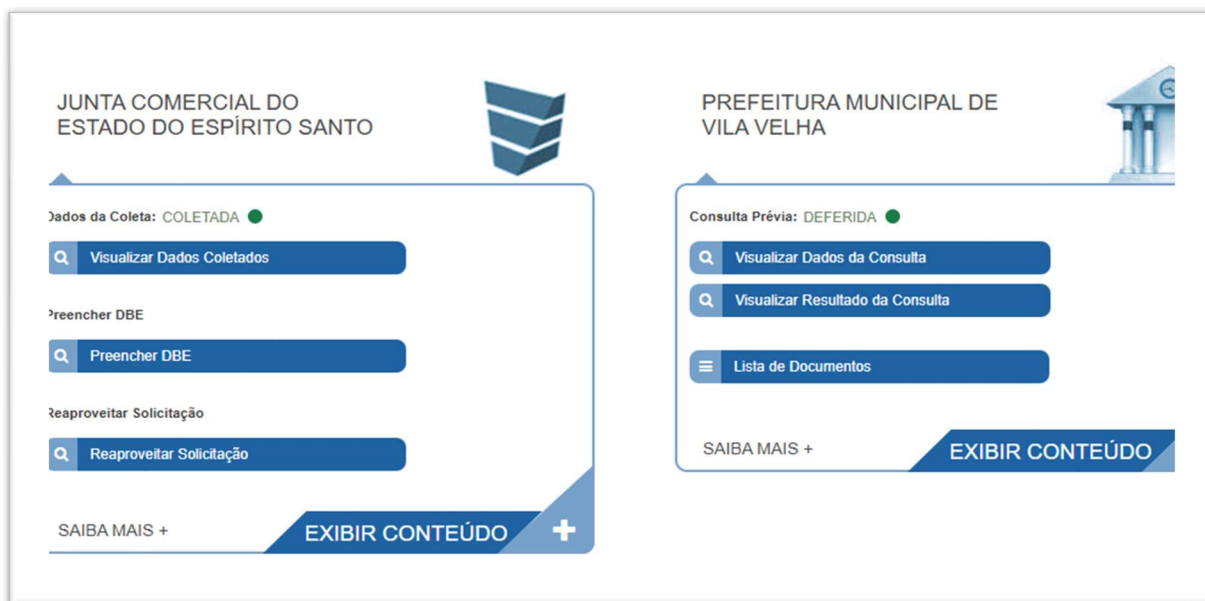 JUNTA COMERCIAL DO
ESTADO DO ESPÍRITO SANTO
Dados da Coleta: COLETADA
Visualizar Dados Coletados
Preencher DBE
Preencher DBE
Reaproveitar Solicitação
Reaproveitar Solicitação
SAIBA MAIS +
EXIBIR CONTEÚDO
PREFEITURA MUNICIPAL DE
VILA VELHA
Consulta Prévia: DEFERIDA
Visualizar Dados da Consulta
Visualizar Resultado da Consulta
Lista de Documentos
SAIBA MAIS +
EXIBIR CONTEÚDO